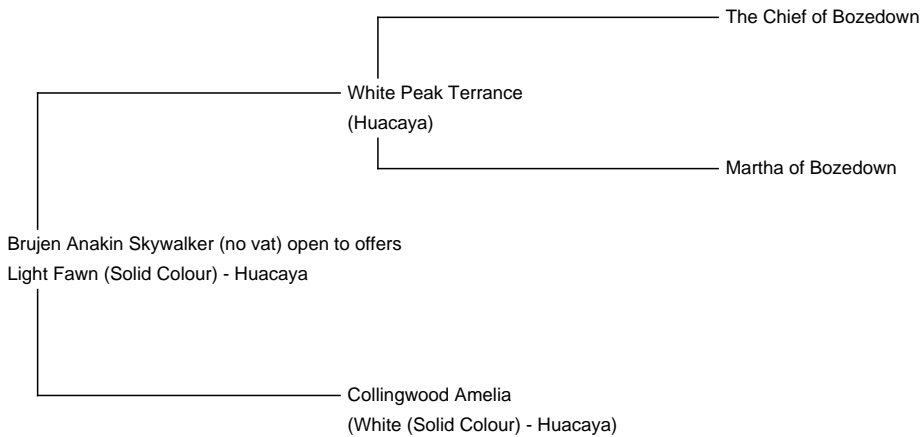 The Chief of Bozedown
White Peak Terrance
(Huacaya)
Martha of Bozedown
Brujen Anakin Skywalker (no vat) open to offers
Light Fawn (Solid Colour) - Huacaya
Collingwood Amelia
(White (Solid Colour) - Huacaya)